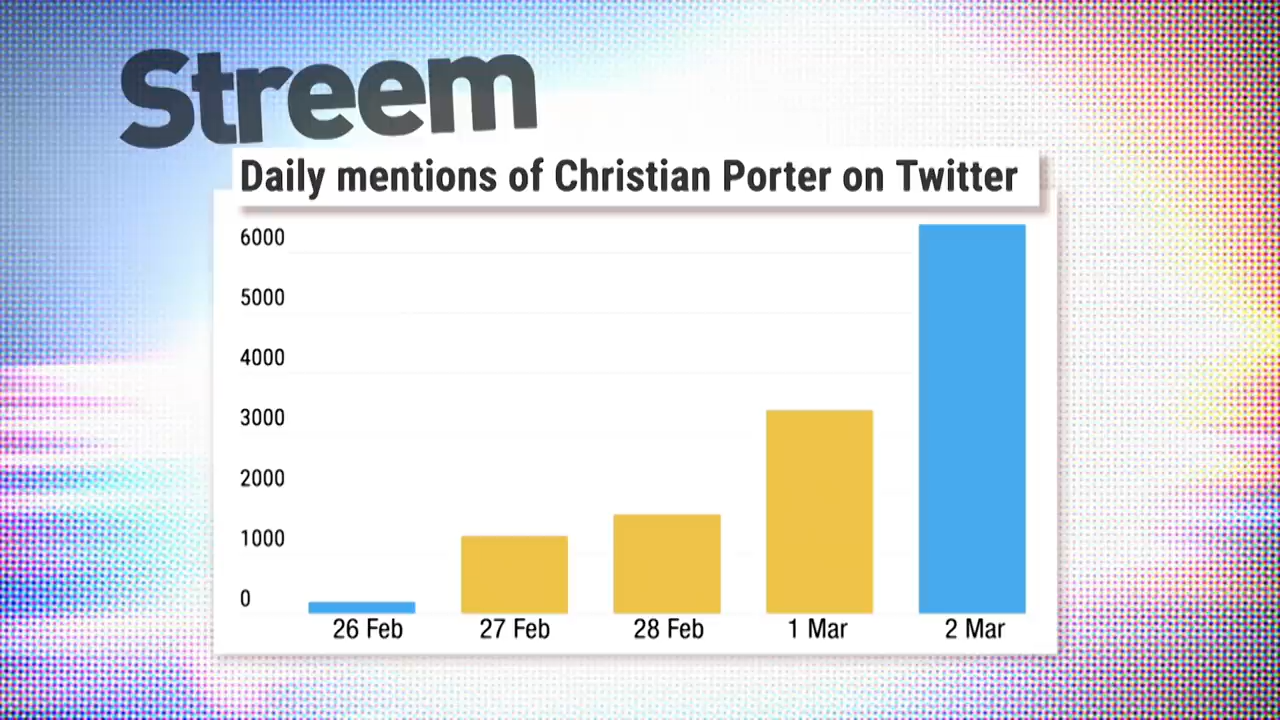 Streem
Daily mentions of Christian Porter on Twitter
6000
5000
4000
3000
2000
1000
0
26 Feb 27 Feb 28 Feb 1 Mar 2 Mar